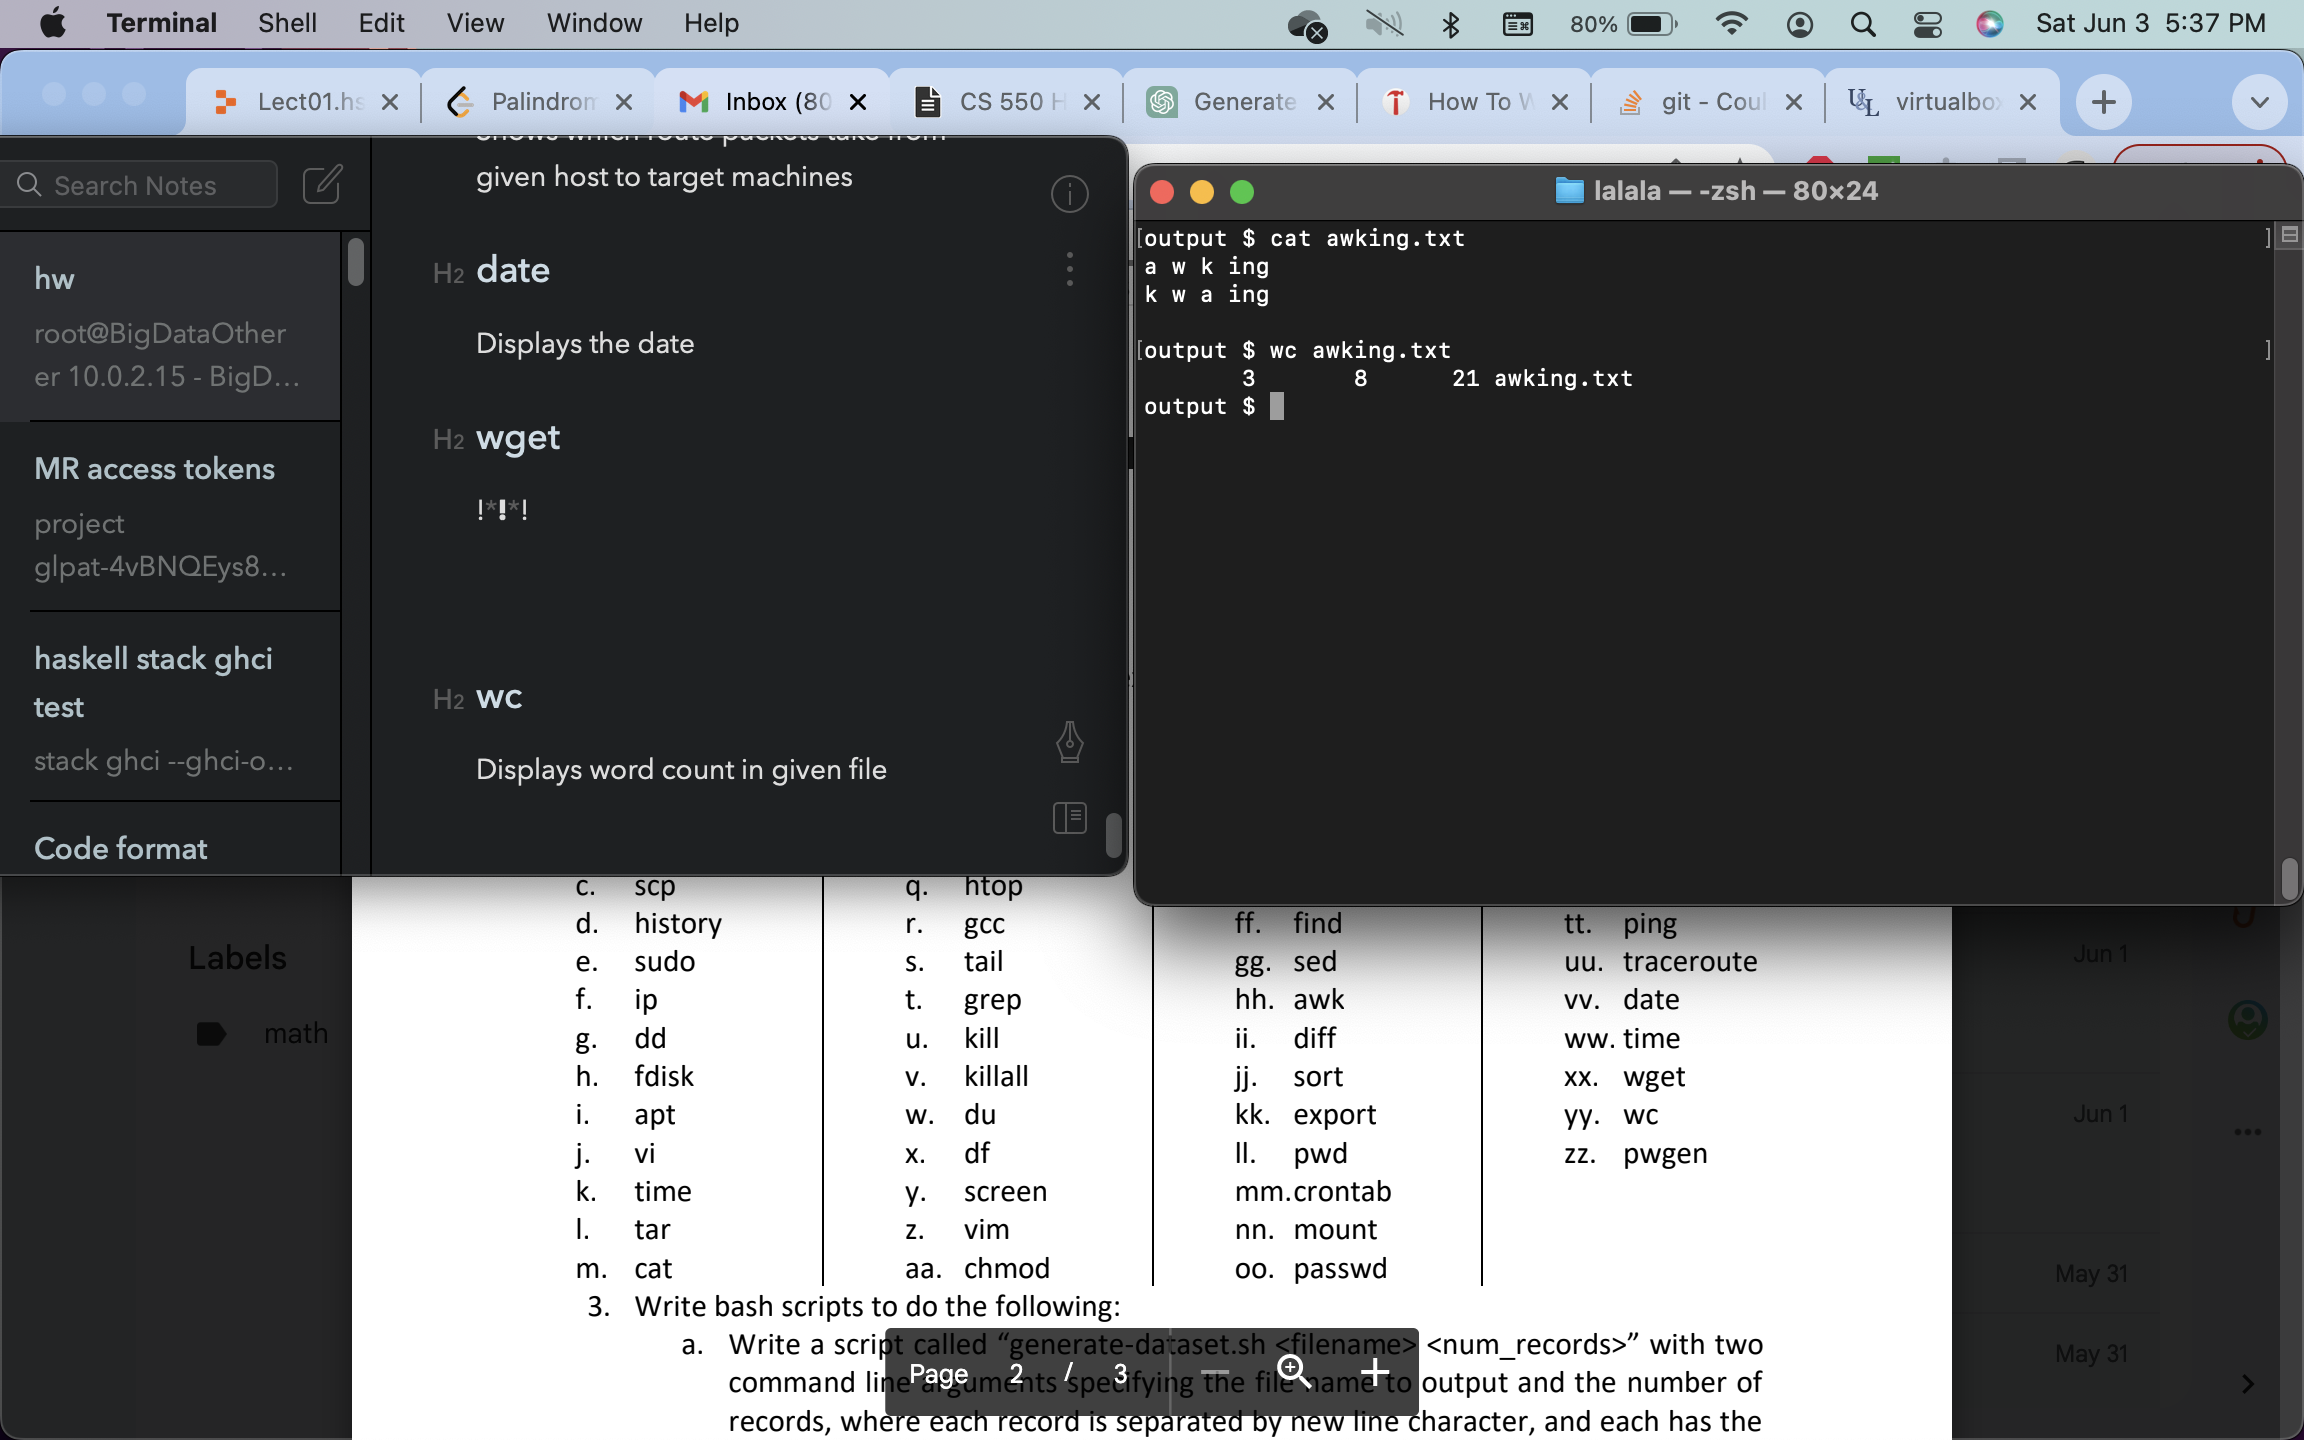 Terminal Shell Edit View Window Help 80% Sat Jun 3 5:37 PM
Lect01.hs Palindrom Inbox (80 CS 550 H Generate How To W git - Coul virtualbo
Search Notes
hw
root@BigDataOther
er 10.0.2.15 - BigD...
MR access tokens
project
glpat-4vBNQEys8...
haskell stack ghci
test
stack ghci --ghci-o...
Code format
shows which route packets take from
given host to target machines
H2 date
Displays the date
H2 wget
!*!*!
H2 wc
Displays word count in given file
lalala — -zsh — 80×24
[output $ cat awking.txt ]
a w k ing
k w a ing
[output $ wc awking.txt ]
3 8 21 awking.txt
output $
Labels
math
c. scp
d. history
e. sudo
f. ip
g. dd
h. fdisk
i. apt
j. vi
k. time
l. tar
m. cat
q. htop
r. gcc
s. tail
t. grep
u. kill
v. killall
w. du
x. df
y. screen
z. vim
aa. chmod
ff. find
gg. sed
hh. awk
ii. diff
jj. sort
kk. export
ll. pwd
mm. crontab
nn. mount
oo. passwd
tt. ping
uu. traceroute
vv. date
ww. time
xx. wget
yy. wc
zz. pwgen
3. Write bash scripts to do the following:
a. Write a script called “generate-dataset.sh <filename> <num_records>” with two
command line arguments specifying the file name to output and the number of
records, where each record is separated by new line character, and each has the
Page 2 / 3
Jun 1
Jun 1
May 31
May 31